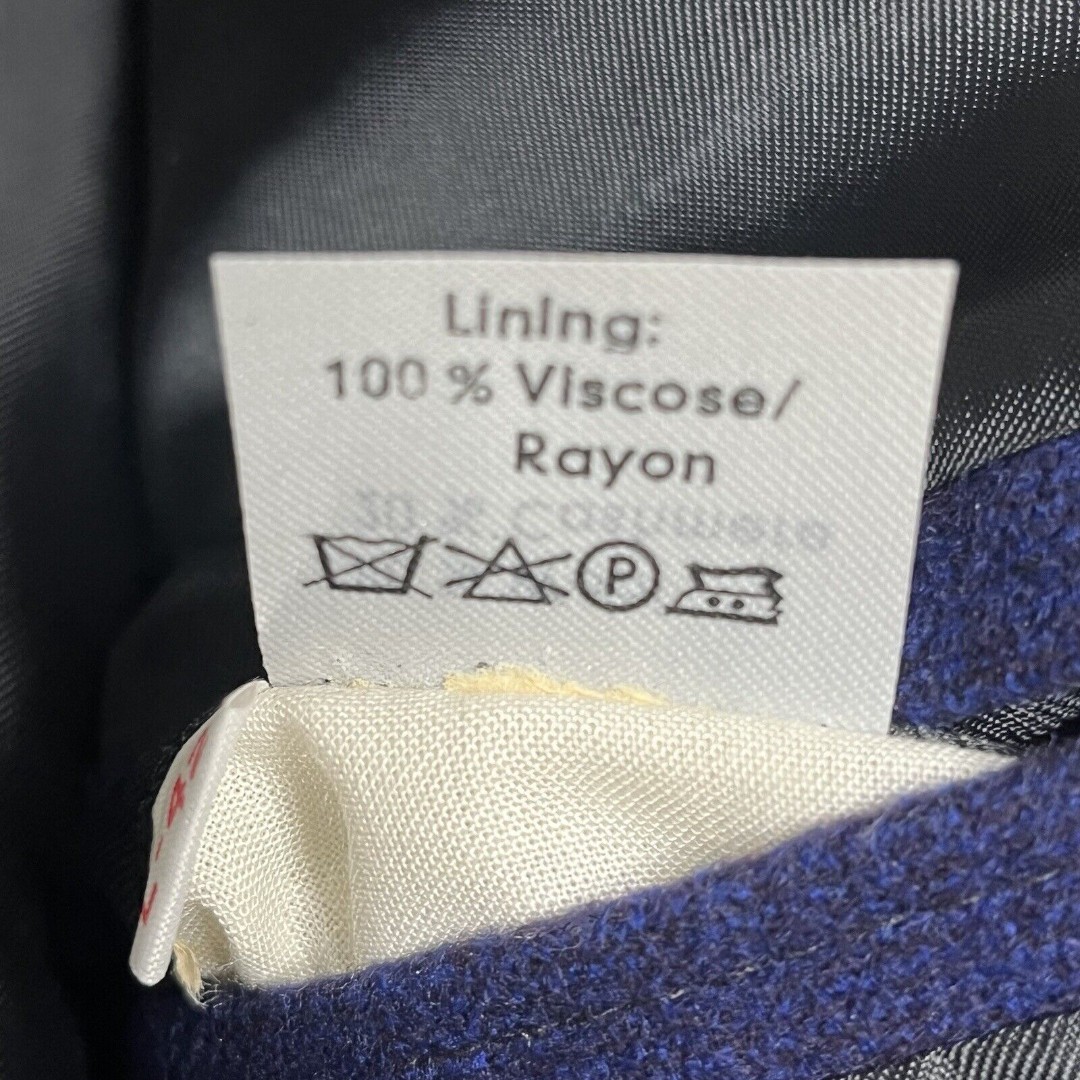 Lining:
100 % Viscose/
Rayon
P